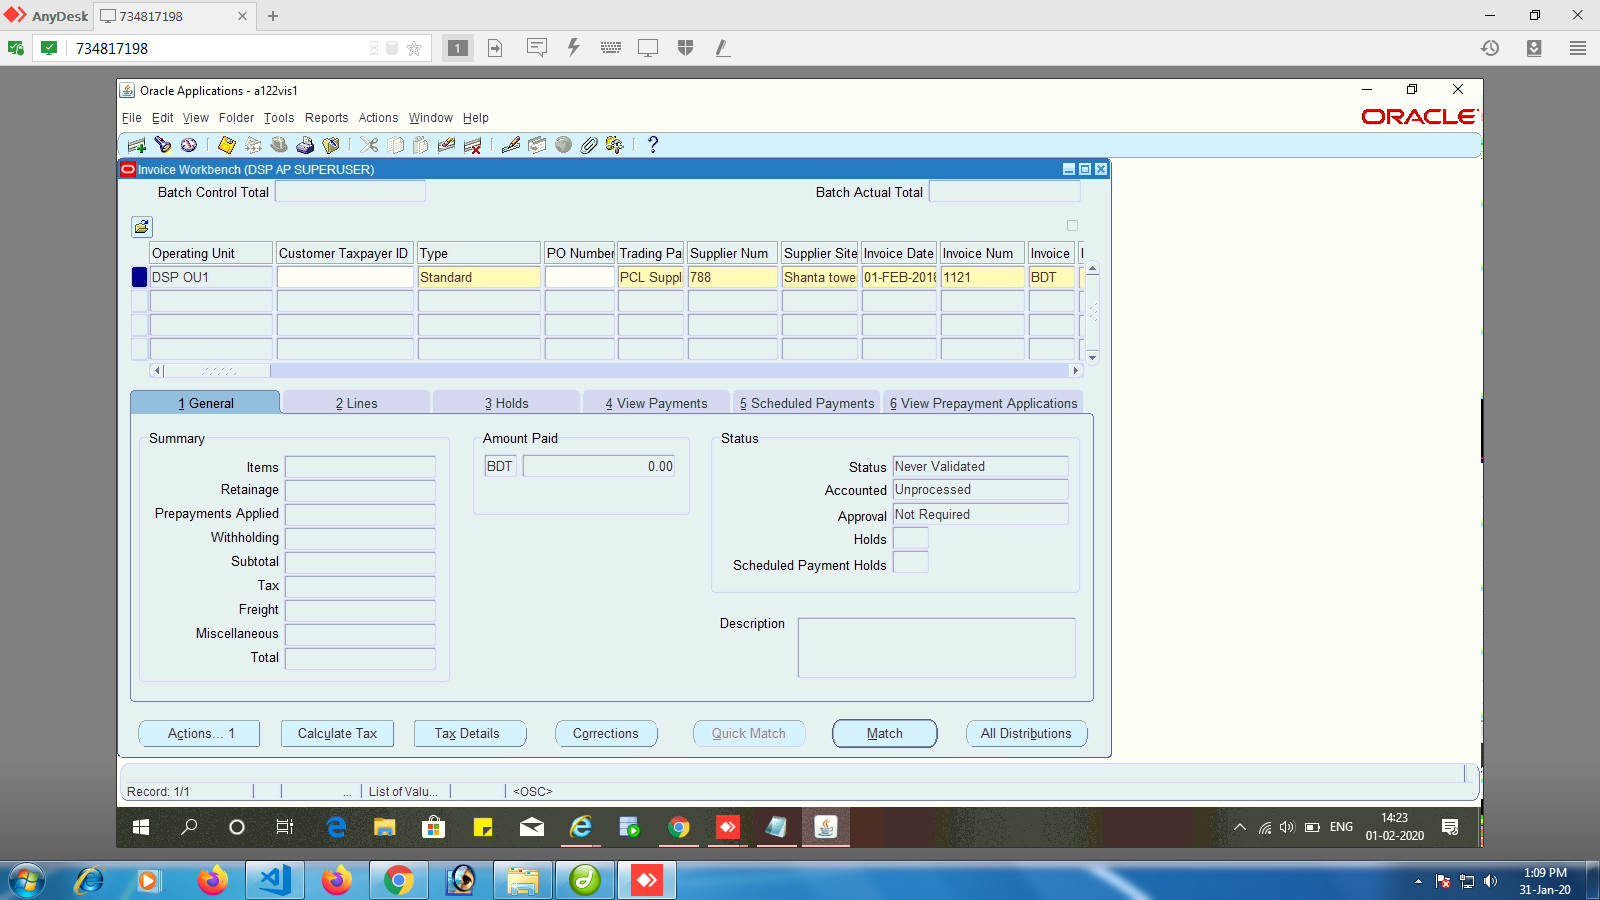 AnyDesk 734817198
734817198
1
Oracle Applications - a122vis1
File Edit View Folder Tools Reports Actions Window Help
ORACLE
Invoice Workbench (DSP AP SUPERUSER)
Batch Control Total Batch Actual Total
Operating Unit Customer Taxpayer ID Type PO Number Trading Pa Supplier Num Supplier Site Invoice Date Invoice Num Invoice
DSP OU1 Standard PCL Suppl 788 Shanta towe 01-FEB-2018 1121 BDT
1 General 2 Lines 3 Holds 4 View Payments 5 Scheduled Payments 6 View Prepayment Applications
Summary Amount Paid Status
Items BDT 0.00 Status Never Validated
Retainage Accounted Unprocessed
Prepayments Applied Approval Not Required
Withholding Holds
Subtotal Scheduled Payment Holds
Tax
Freight
Miscellaneous Description
Total
Actions... 1 Calculate Tax Tax Details Corrections Quick Match Match All Distributions
Record: 1/1 ... List of Valu... <OSC>
ENG 14:23
01-02-2020
1:09 PM
31-Jan-20